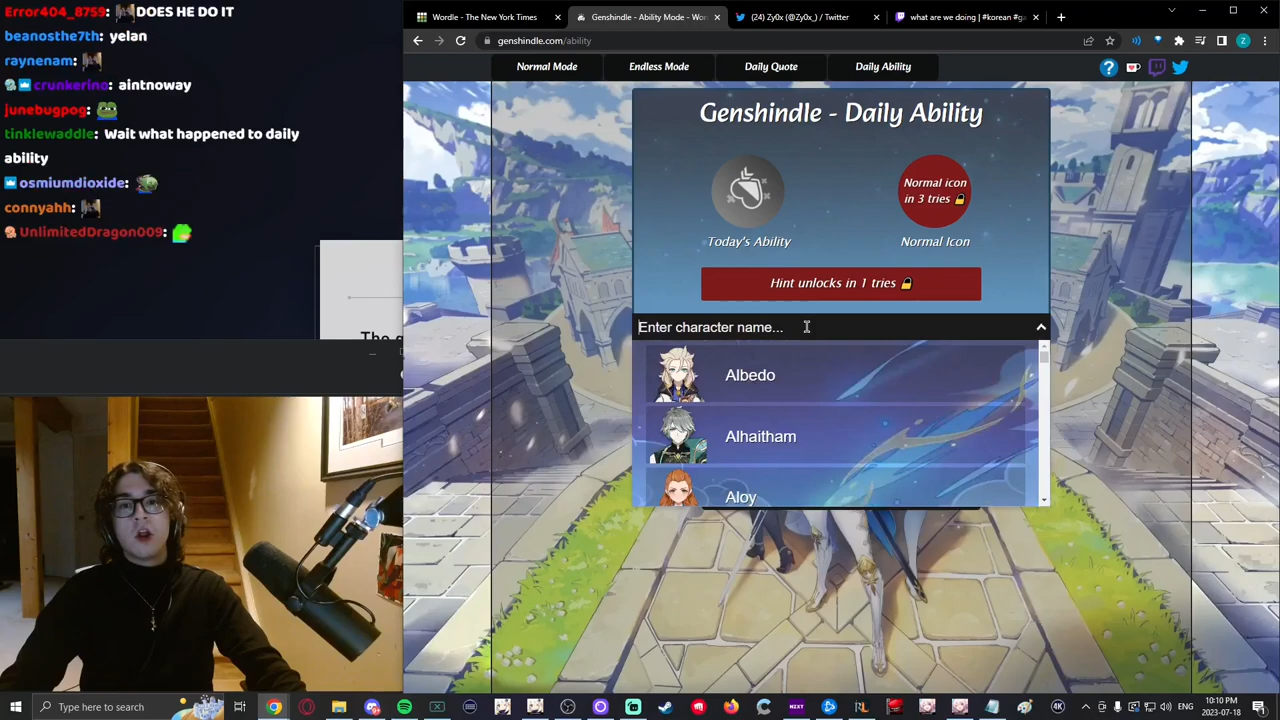 Error404_8759: DOES HE DO IT
beanosthe7th: yelan
raynenam:
crunkerino: aintnoway
junebugpog:
tinklewaddle: Wait what happened to daily
ability
osmiumdioxide:
connyahh:
UnlimitedDragon009:
Wordle - The New York Times
Genshindle - Ability Mode - Wo
(24) Zy0x (@Zy0x_) / Twitter
what are we doing | #korean #ga
genshindle.com/ability
Normal Mode
Endless Mode
Daily Quote
Daily Ability
Genshindle - Daily Ability
Normal icon
in 3 tries
Today's Ability
Normal Icon
Hint unlocks in 1 tries
Enter character name...
Albedo
Alhaitham
Aloy
Type here to search
ENG
10:10 PM
2023-07-18